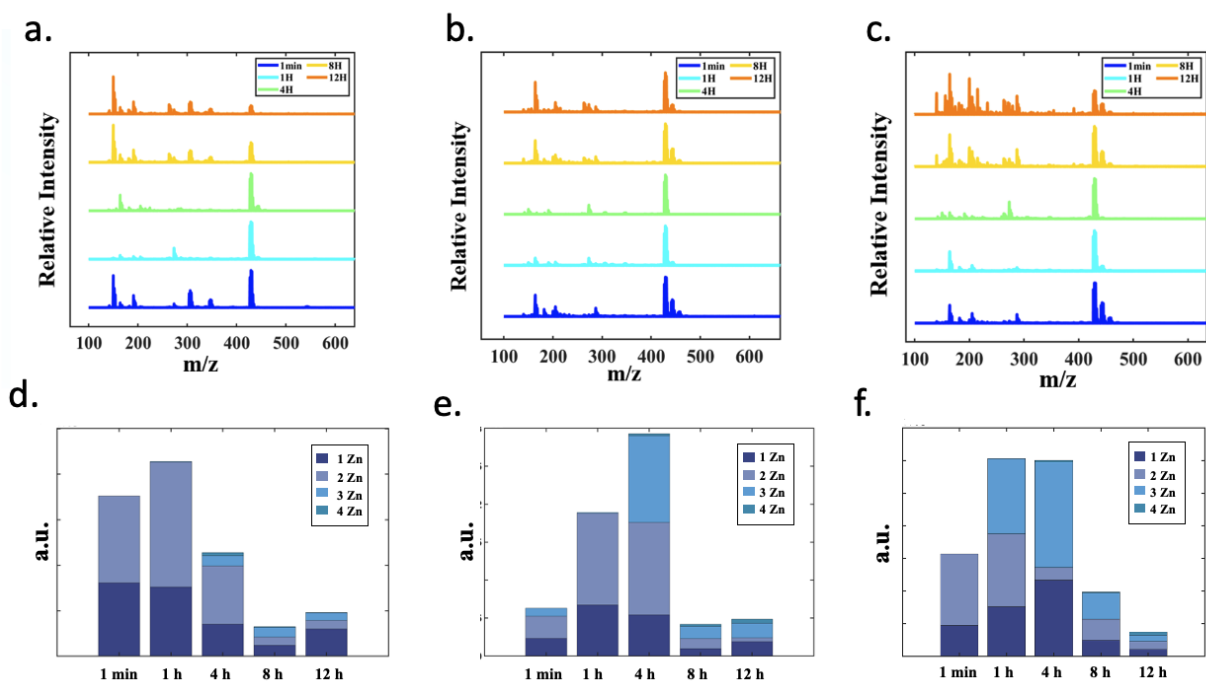 a.
b.
c.
Relative Intensity
1min
1H
4H
8H
12H
100 200 300 400 500 600
m/z
Relative Intensity
1min
1H
4H
8H
12H
100 200 300 400 500 600
m/z
Relative Intensity
1min
1H
4H
8H
12H
100 200 300 400 500 600
m/z
d.
e.
f.
a.u.
1 Zn
2 Zn
3 Zn
4 Zn
1 min 1 h 4 h 8 h 12 h
a.u.
1 Zn
2 Zn
3 Zn
4 Zn
1 min 1 h 4 h 8 h 12 h
a.u.
1 Zn
2 Zn
3 Zn
4 Zn
1 min 1 h 4 h 8 h 12 h